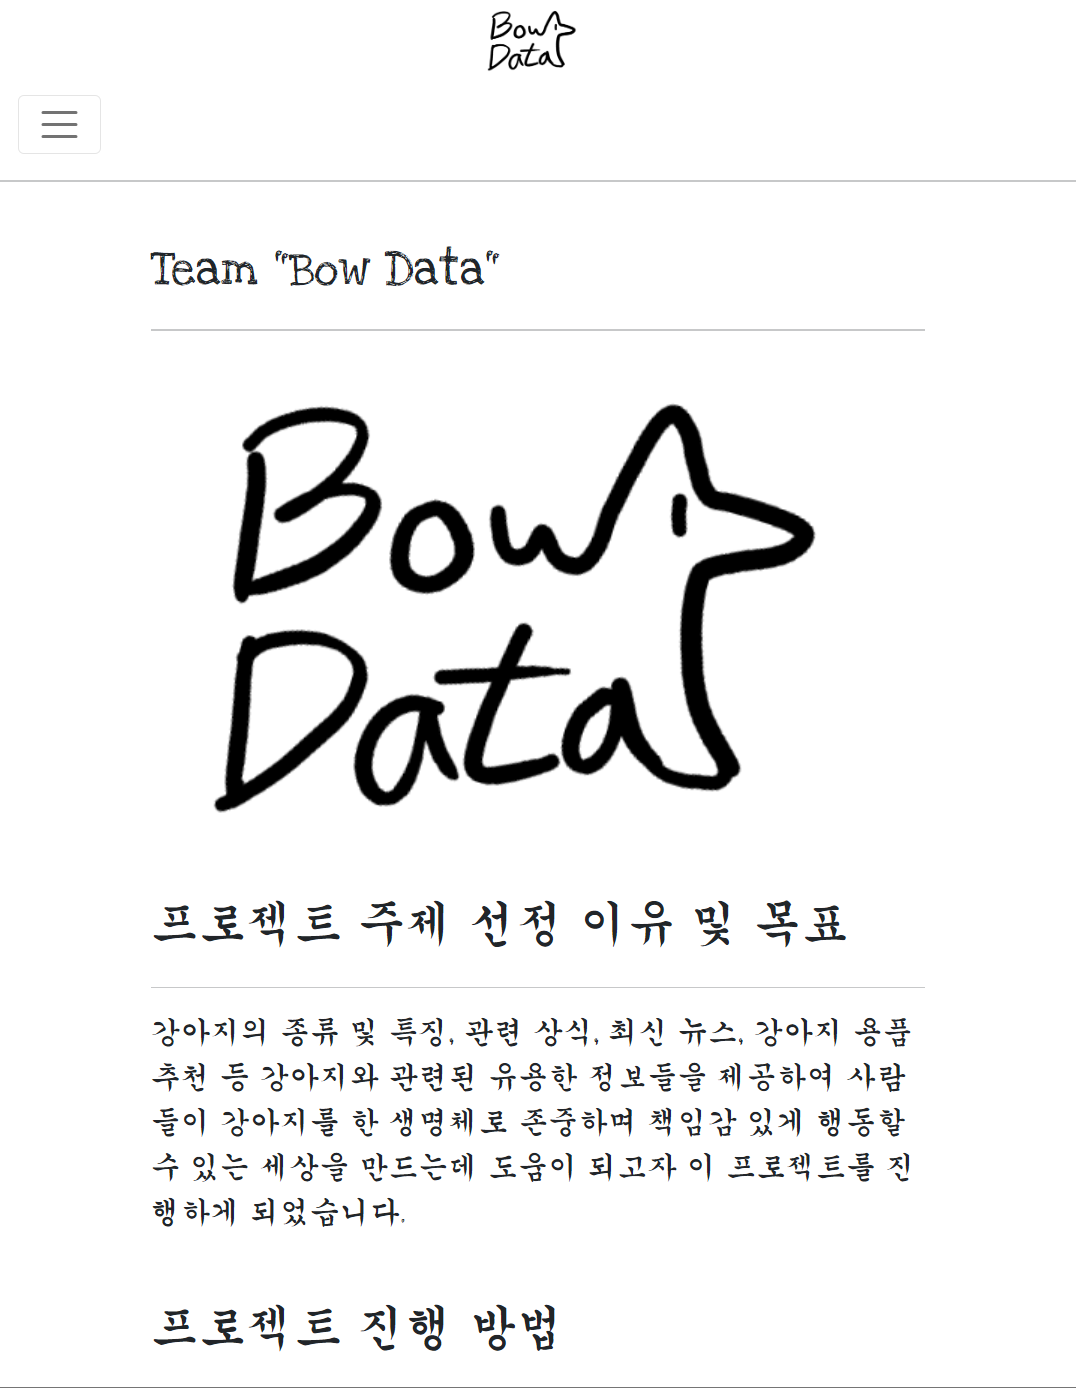 Bow
Data
Team "Bow Data"
Bow
Data
프로젝트 주제 선정 이유 및 목표
강아지의 종류 및 특징, 관련 상식, 최신 뉴스, 강아지 용품
추천 등 강아지와 관련된 유용한 정보들을 제공하여 사람
들이 강아지를 한 생명체로 존중하며 책임감 있게 행동할
수 있는 세상을 만드는데 도움이 되고자 이 프로젝트를 진
행하게 되었습니다.
프로젝트 진행 방법